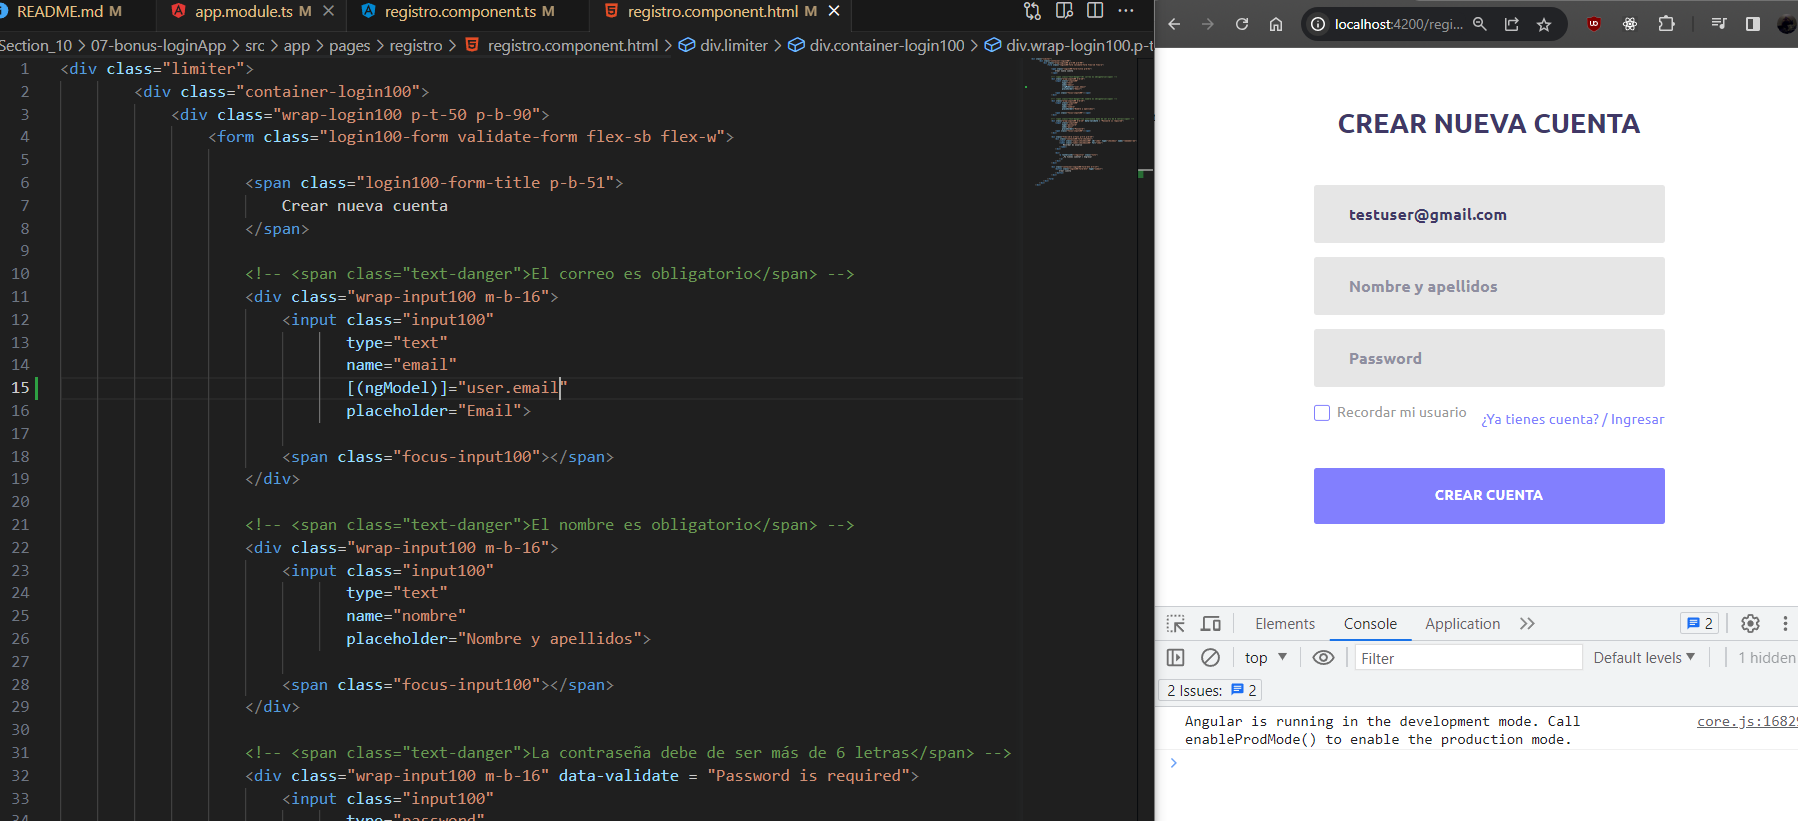 README.md M
app.module.ts M
registro.component.ts M
registro.component.html M
Section_10 > 07-bonus-loginApp > src > app > pages > registro > registro.component.html > div.limiter > div.container-login100 > div.wrap-login100.p-t
1 <div class="limiter">
2 <div class="container-login100">
3 <div class="wrap-login100 p-t-50 p-b-90">
4 <form class="login100-form validate-form flex-sb flex-w">
5
6 <span class="login100-form-title p-b-51">
7 Crear nueva cuenta
8 </span>
9
10 <!-- <span class="text-danger">El correo es obligatorio</span> -->
11 <div class="wrap-input100 m-b-16">
12 <input class="input100"
13 type="text"
14 name="email"
15 [(ngModel)]="user.email"
16 placeholder="Email">
17
18 <span class="focus-input100"></span>
19 </div>
20
21 <!-- <span class="text-danger">El nombre es obligatorio</span> -->
22 <div class="wrap-input100 m-b-16">
23 <input class="input100"
24 type="text"
25 name="nombre"
26 placeholder="Nombre y apellidos">
27
28 <span class="focus-input100"></span>
29 </div>
30
31 <!-- <span class="text-danger">La contraseña debe de ser más de 6 letras</span> -->
32 <div class="wrap-input100 m-b-16" data-validate = "Password is required">
33 <input class="input100"
34 type="password"
localhost:4200/regi...
CREAR NUEVA CUENTA
testuser@gmail.com
Nombre y apellidos
Password
Recordar mi usuario
¿Ya tienes cuenta? / Ingresar
CREAR CUENTA
Elements Console Application 2
top Filter Default levels 1 hidden
2 Issues: 2
Angular is running in the development mode. Call core.js:16829
enableProdMode() to enable the production mode.